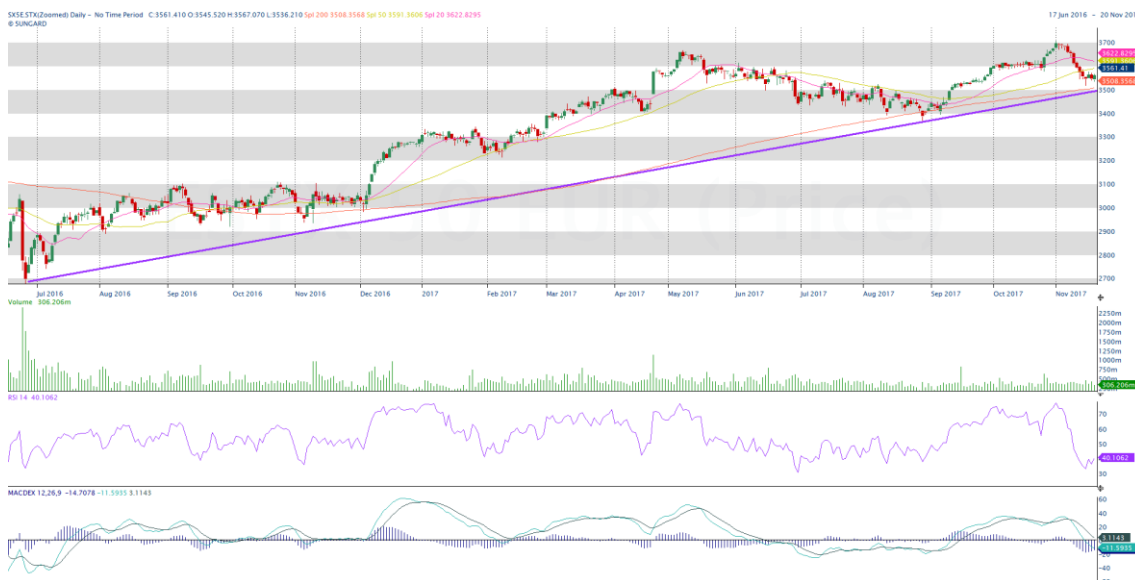 SX5E.STX(Zoomed) Daily - No Time Period C:3561.410 O:3545.520 H:3567.070 L:3536.210 Spl 200 3508.3568 Spl 50 3591.3606 Spl 20 3622.8295
17 Jun 2016 - 20 Nov 201
© SUNGARD
3700
3622.8295
3561.41
3508.3568
3500
3400
3300
3200
3100
3000
2900
2800
2700
Jul 2016 Aug 2016 Sep 2016 Oct 2016 Nov 2016 Dec 2016 2017 Feb 2017 Mar 2017 Apr 2017 May 2017 Jun 2017 Jul 2017 Aug 2017 Sep 2017 Oct 2017 Nov 2017
Volume 306.206m
2250m
2000m
1750m
1500m
1250m
1000m
750m
306.206m
RSI 14 40.1062
70
60
50
40.1062
30
MACDEX 12,26,9 -14.7078 -11.5935 3.1143
60
40
20
3.1143
-11.5935
-40